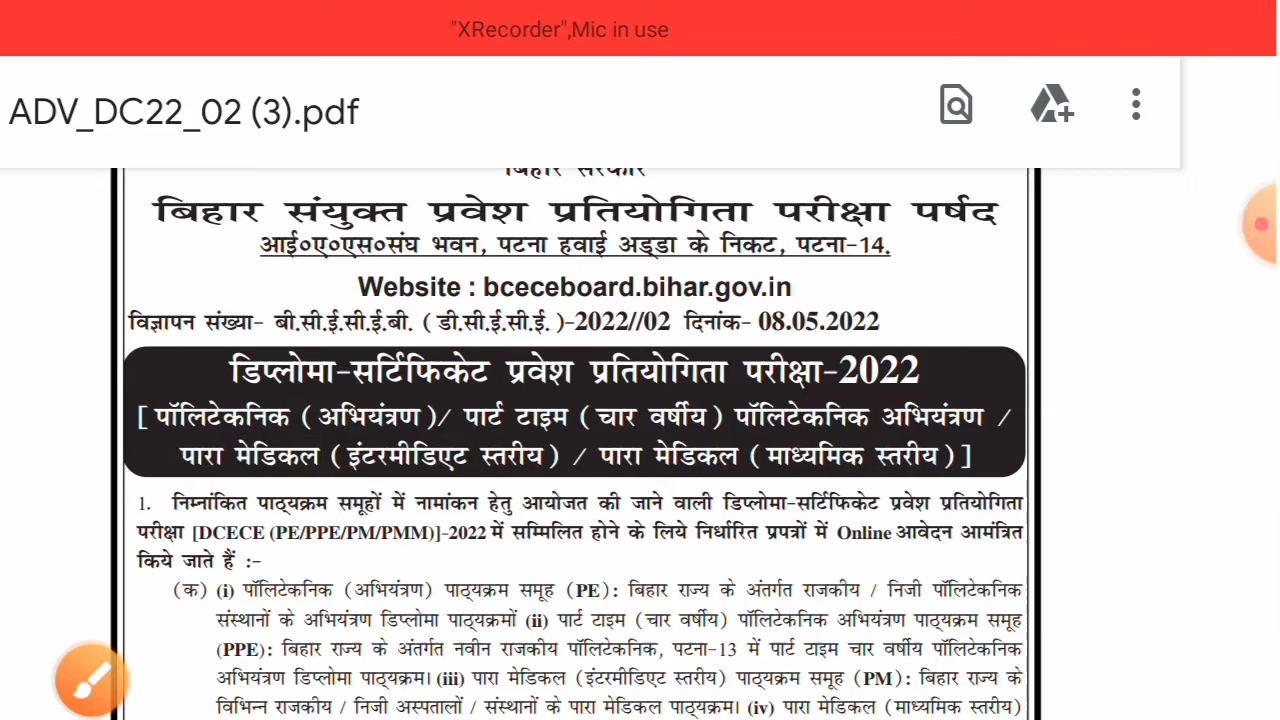 "XRecorder",Mic in use
ADV_DC22_02 (3).pdf
बिहार सरकार
बिहार संयुक्त प्रवेश प्रतियोगिता परीक्षा पर्षद
आई०ए०एस०संघ भवन, पटना हवाई अड्डा के निकट, पटना-14.
Website : bceceboard.bihar.gov.in
विज्ञापन संख्या- बी.सी.ई.सी.ई.बी. ( डी.सी.ई.सी.ई. )-2022//02 दिनांक- 08.05.2022
डिप्लोमा-सर्टिफिकेट प्रवेश प्रतियोगिता परीक्षा-2022
[ पॉलिटेकनिक ( अभियंत्रण )/ पार्ट टाइम ( चार वर्षीय ) पॉलिटेकनिक अभियंत्रण /
पारा मेडिकल ( इंटरमीडिएट स्तरीय ) / पारा मेडिकल ( माध्यमिक स्तरीय ) ]
1. निम्नांकित पाठ्यक्रम समूहों में नामांकन हेतु आयोजत की जाने वाली डिप्लोमा-सर्टिफिकेट प्रवेश प्रतियोगिता
परीक्षा [DCECE (PE/PPE/PM/PMM)]-2022 में सम्मिलित होने के लिये निर्धारित प्रपत्रों में Online आवेदन आमंत्रित
किये जाते हैं :-
(क) (i) पॉलिटेकनिक (अभियंत्रण) पाठ्यक्रम समूह (PE): बिहार राज्य के अंतर्गत राजकीय / निजी पॉलिटेकनिक
संस्थानों के अभियंत्रण डिप्लोमा पाठ्यक्रमों (ii) पार्ट टाइम (चार वर्षीय) पॉलिटेकनिक अभियंत्रण पाठ्यक्रम समूह
(PPE): बिहार राज्य के अंतर्गत नवीन राजकीय पॉलिटेकनिक, पटना-13 में पार्ट टाइम चार वर्षीय पॉलिटेकनिक
अभियंत्रण डिप्लोमा पाठ्यक्रम। (iii) पारा मेडिकल (इंटरमीडिएट स्तरीय) पाठ्यक्रम समूह (PM): बिहार राज्य के
विभिन्न राजकीय / निजी अस्पतालों / संस्थानों के पारा मेडिकल पाठ्यक्रम। (iv) पारा मेडिकल (माध्यमिक स्तरीय)